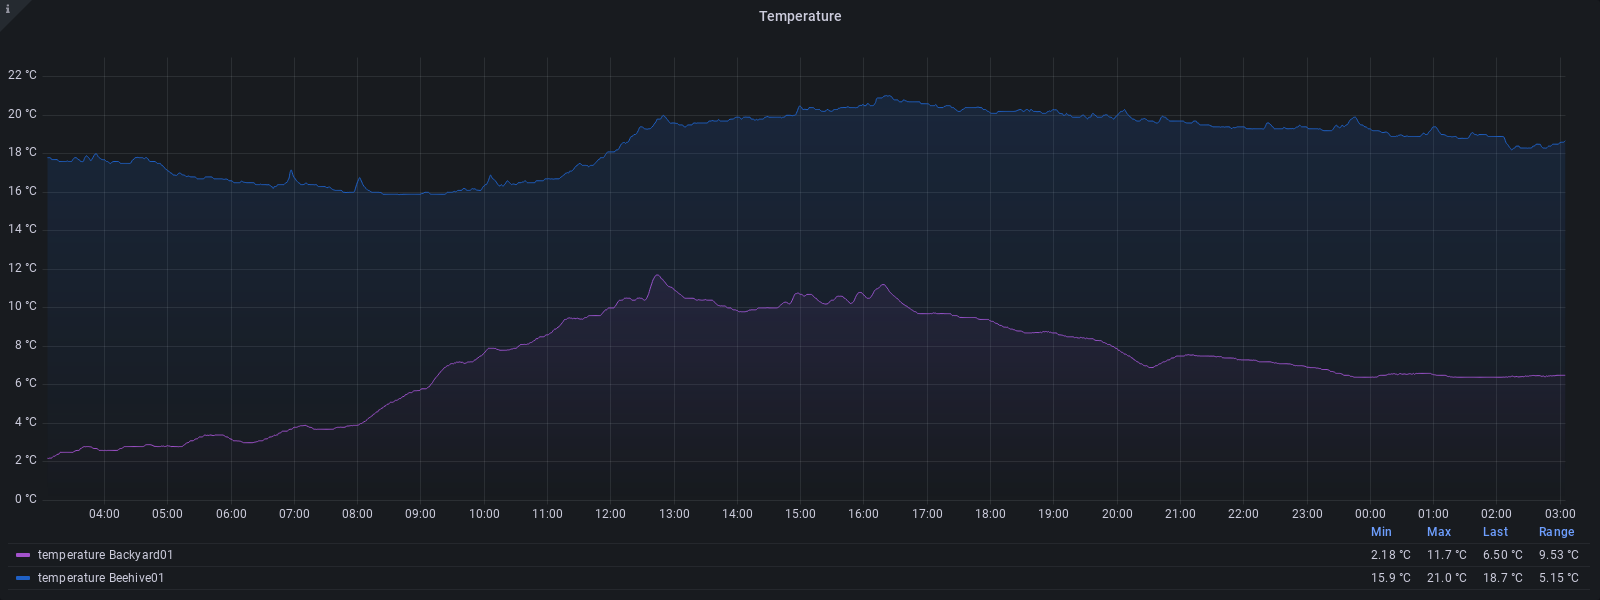 i
Temperature
22 °C
20 °C
18 °C
16 °C
14 °C
12 °C
10 °C
8 °C
6 °C
4 °C
2 °C
0 °C
04:00 05:00 06:00 07:00 08:00 09:00 10:00 11:00 12:00 13:00 14:00 15:00 16:00 17:00 18:00 19:00 20:00 21:00 22:00 23:00 00:00 01:00 02:00 03:00
Min Max Last Range
temperature Backyard01 2.18 °C 11.7 °C 6.50 °C 9.53 °C
temperature Beehive01 15.9 °C 21.0 °C 18.7 °C 5.15 °C